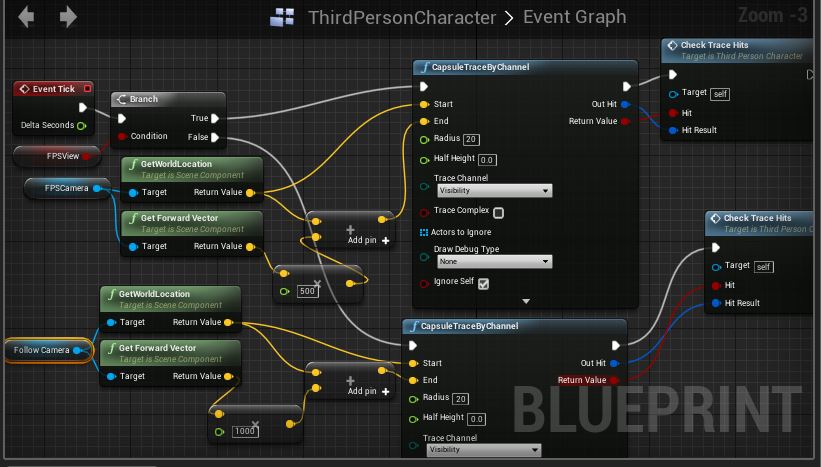 ThirdPersonCharacter > Event Graph
Zoom -3
Event Tick
Delta Seconds
Branch
Condition
True
False
FPSView
FPSCamera
GetWorldLocation
Target is Scene Component
Target
Return Value
Get Forward Vector
Target is Scene Component
Target
Return Value
Add pin +
500
CapsuleTraceByChannel
Start
End
Radius 20
Half Height 0.0
Trace Channel
Visibility
Trace Complex
Actors to Ignore
Draw Debug Type
None
Ignore Self
Out Hit
Return Value
Check Trace Hits
Target is Third Person Character
Target self
Hit
Hit Result
Check Trace Hits
Target is Third Person C
Target self
Hit
Hit Result
Follow Camera
GetWorldLocation
Target is Scene Component
Target
Return Value
Get Forward Vector
Target is Scene Component
Target
Return Value
Add pin +
1000
CapsuleTraceByChannel
Start
End
Radius 20
Half Height 0.0
Trace Channel
Visibility
Out Hit
Return Value
BLUEPRINT